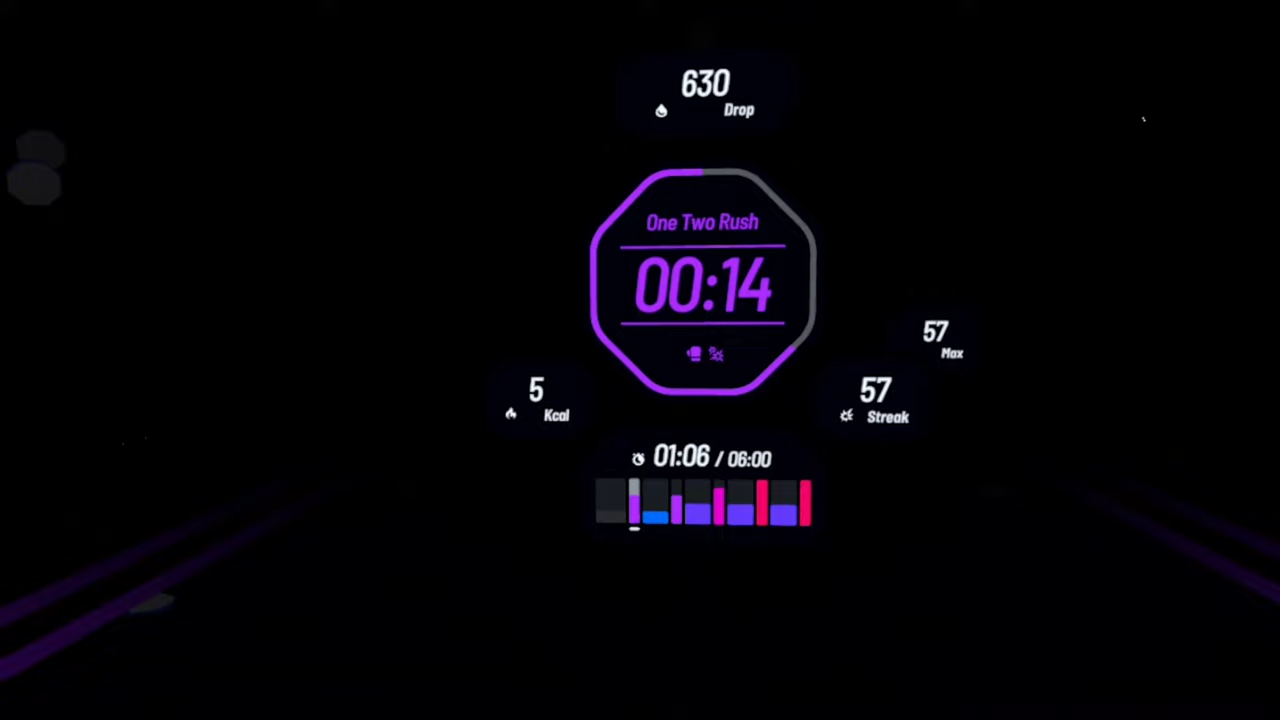 630
Drop
One Two Rush
00:14
57
Max
5
Kcal
57
Streak
01:06 / 06:00